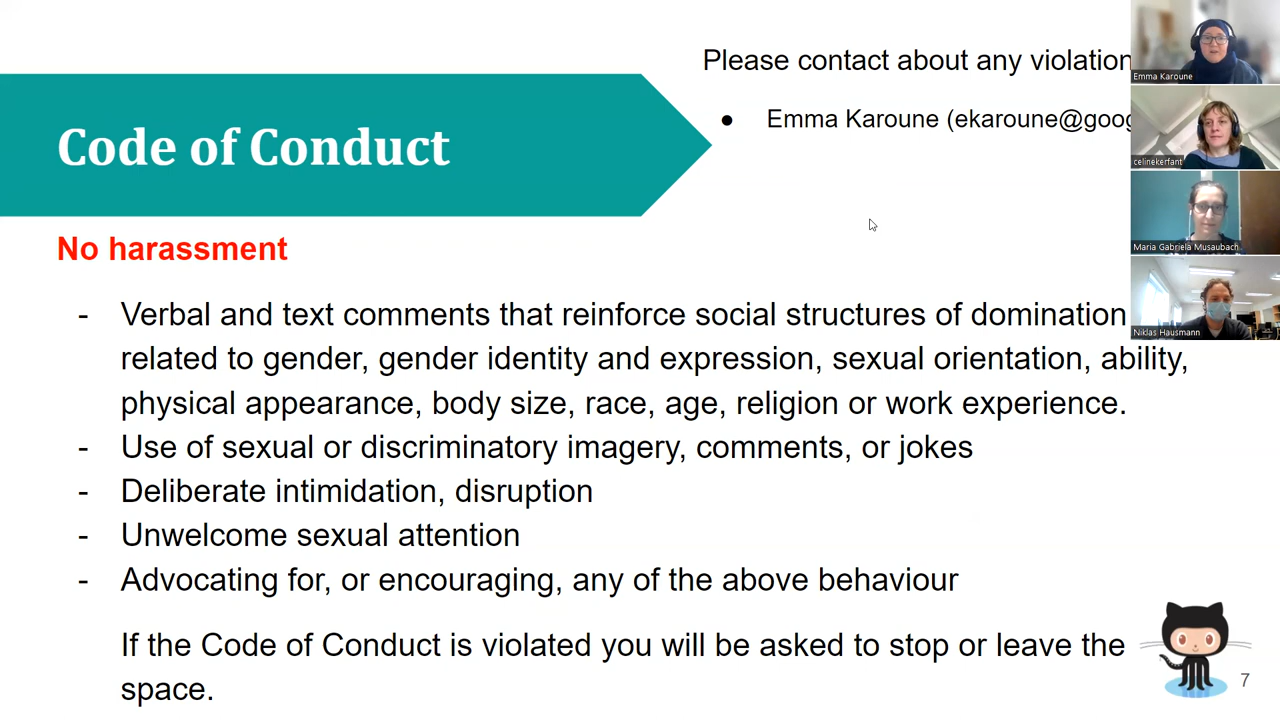 Please contact about any violation
● Emma Karoune (ekaroune@goog
Code of Conduct
No harassment
- Verbal and text comments that reinforce social structures of domination
related to gender, gender identity and expression, sexual orientation, ability,
physical appearance, body size, race, age, religion or work experience.
- Use of sexual or discriminatory imagery, comments, or jokes
- Deliberate intimidation, disruption
- Unwelcome sexual attention
- Advocating for, or encouraging, any of the above behaviour
If the Code of Conduct is violated you will be asked to stop or leave the
space.
7
Emma Karoune
celinekerfant
Maria Gabriela Musaubach
Niklas Hausmann